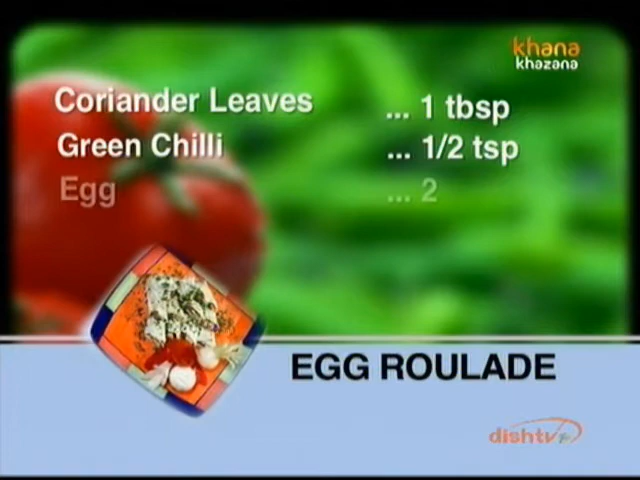 khana
khazana
Coriander Leaves ... 1 tbsp
Green Chilli ... 1/2 tsp
Egg ... 2
EGG ROULADE
dishtv